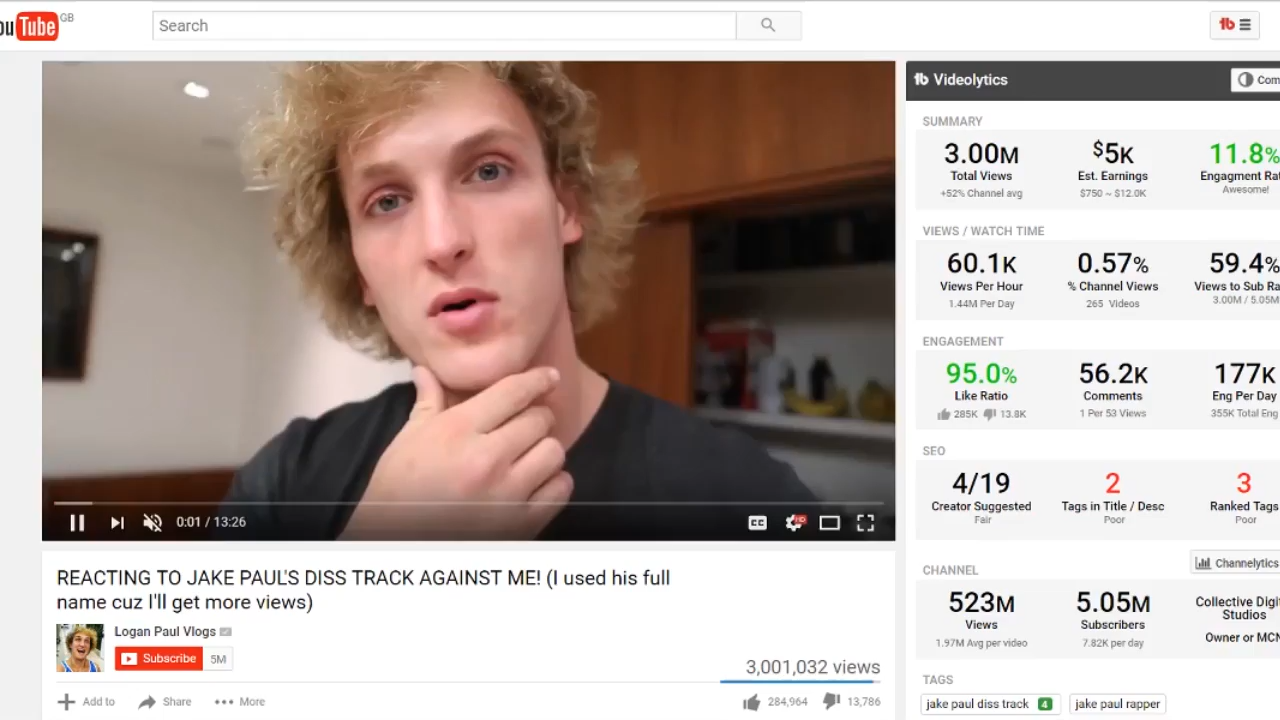 ouTube GB
Search
tb
tb Videolytics
Com
SUMMARY
3.00M
$5K
11.8%
Total Views
Est. Earnings
Engagment Rat
+52% Channel avg
$750 ~ $12.0K
Awesome!
VIEWS / WATCH TIME
60.1K
0.57%
59.4%
Views Per Hour
% Channel Views
Views to Sub Ra
1.44M Per Day
265 Videos
3.00M / 5.05M
ENGAGEMENT
95.0%
56.2K
177K
Like Ratio
Comments
Eng Per Day
285K 13.8K
1 Per 53 Views
355K Total Eng
SEO
4/19
2
3
Creator Suggested
Tags in Title / Desc
Ranked Tags
Fair
Poor
Poor
CHANNEL
Channelytics
523M
5.05M
Collective Digit
Studios
Views
Subscribers
Owner or MCN
1.97M Avg per video
7.82K per day
TAGS
jake paul diss track 4
jake paul rapper
0:01 / 13:26
CC
HD
REACTING TO JAKE PAUL'S DISS TRACK AGAINST ME! (I used his full
name cuz I'll get more views)
Logan Paul Vlogs
Subscribe 5M
3,001,032 views
Add to
Share
More
284,964
13,786